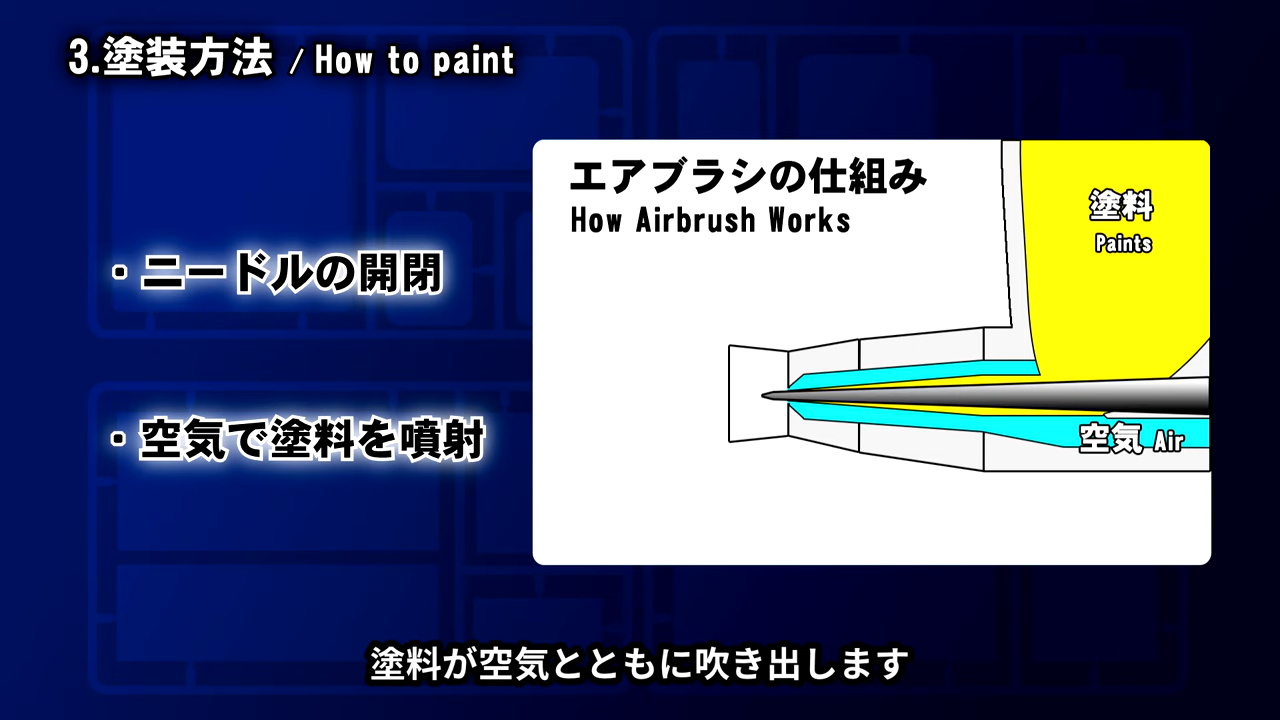 3.塗装方法 / How to paint
エアブラシの仕組み
How Airbrush Works
塗料
Paints
・ニードルの開閉
・空気で塗料を噴射
空気 Air
塗料が空気とともに吹き出します